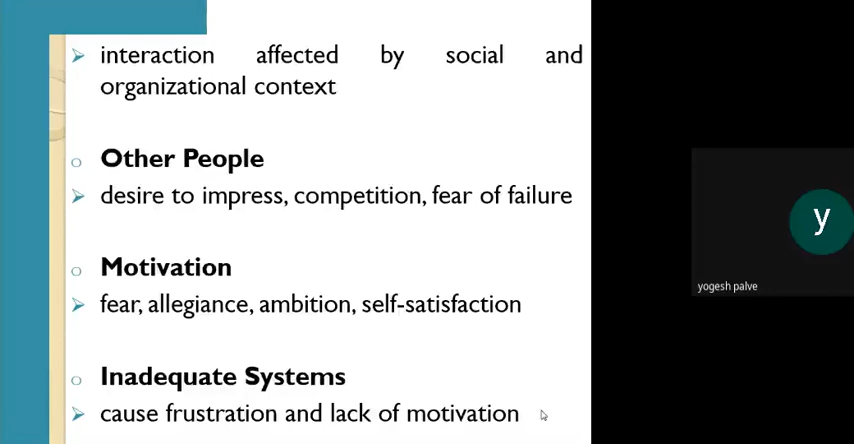 ➢ interaction affected by social and
organizational context
o Other People
➢ desire to impress, competition, fear of failure
o Motivation
➢ fear, allegiance, ambition, self-satisfaction
o Inadequate Systems
➢ cause frustration and lack of motivation
y
yogesh palve